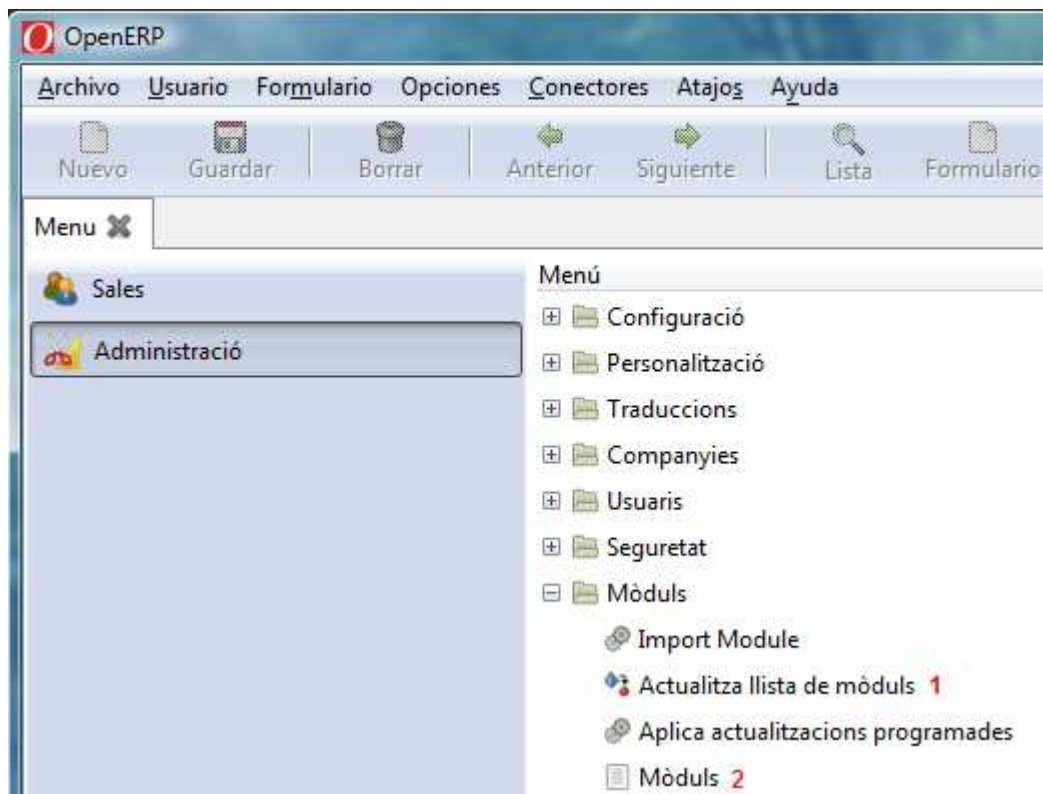 OpenERP
Archivo Usuario Formulario Opciones Conectores Atajos Ayuda
Nuevo Guardar Borrar Anterior Siguiente Lista Formulario
Menu
Sales
Administració
Menú
Configuració
Personalització
Traduccions
Companyies
Usuaris
Seguretat
Mòduls
Import Module
Actualitza llista de mòduls 1
Aplica actualitzacions programades
Mòduls 2